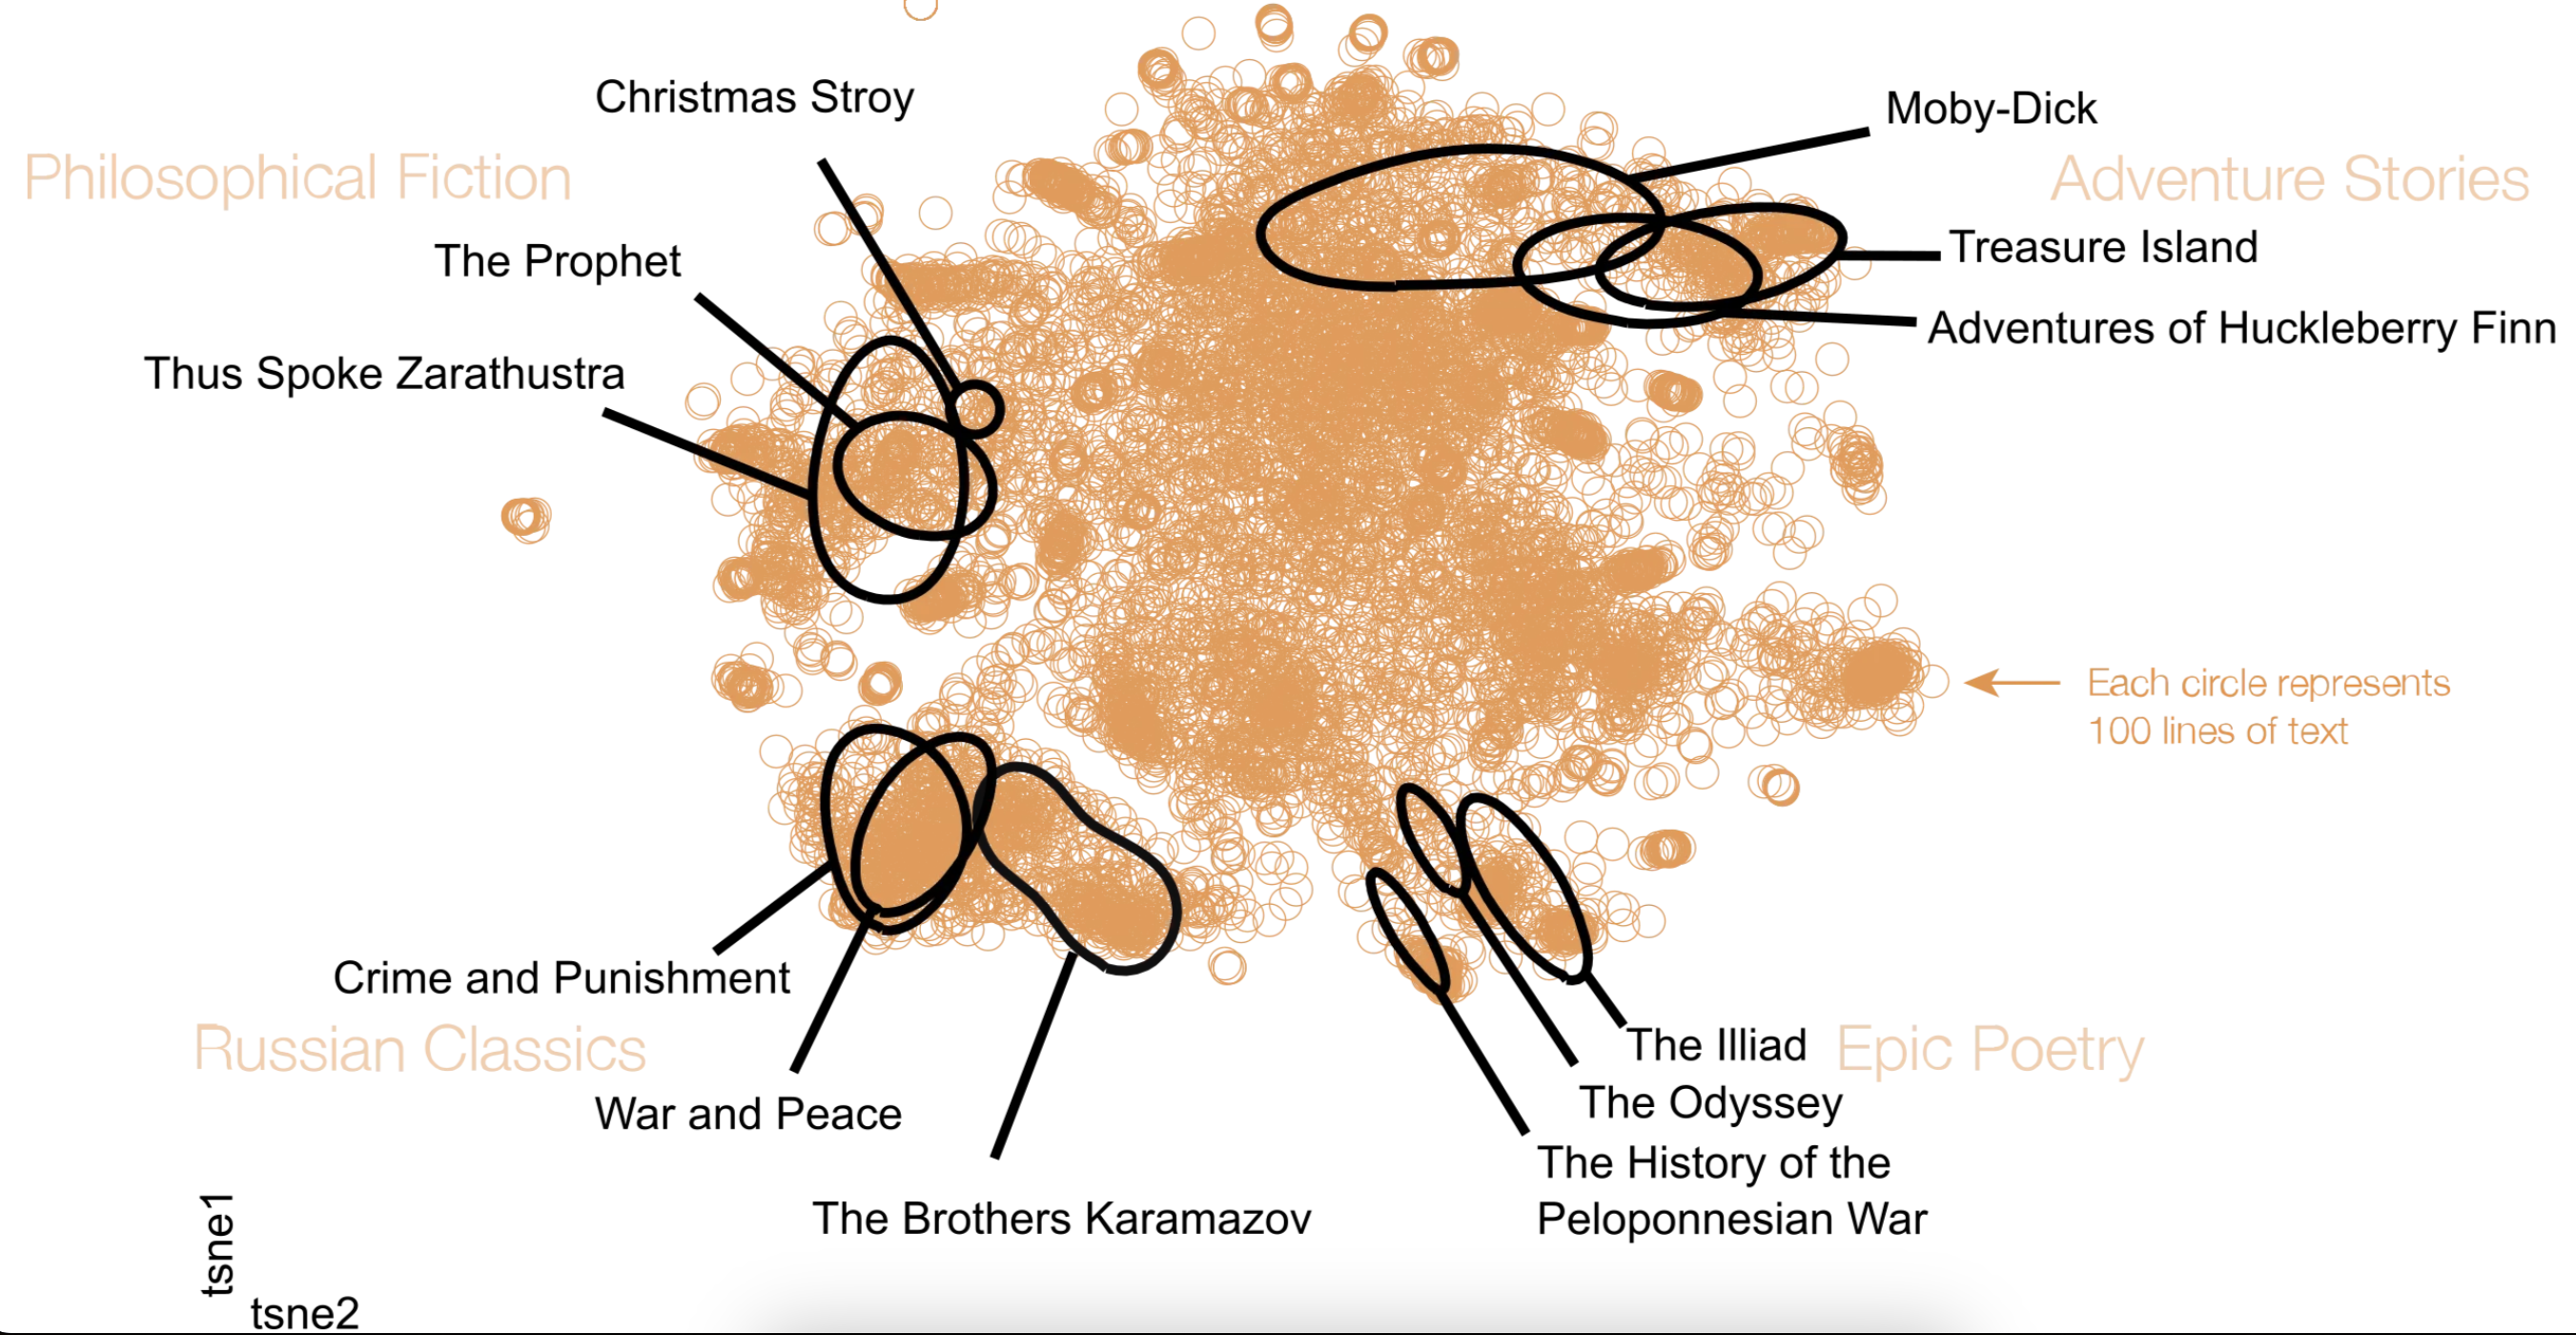 Christmas Stroy
Moby-Dick
Philosophical Fiction
Adventure Stories
The Prophet
Treasure Island
Thus Spoke Zarathustra
Adventures of Huckleberry Finn
Each circle represents
100 lines of text
Crime and Punishment
Russian Classics
The Illiad
Epic Poetry
War and Peace
The Odyssey
The Brothers Karamazov
The History of the
Peloponnesian War
tsne1
tsne2